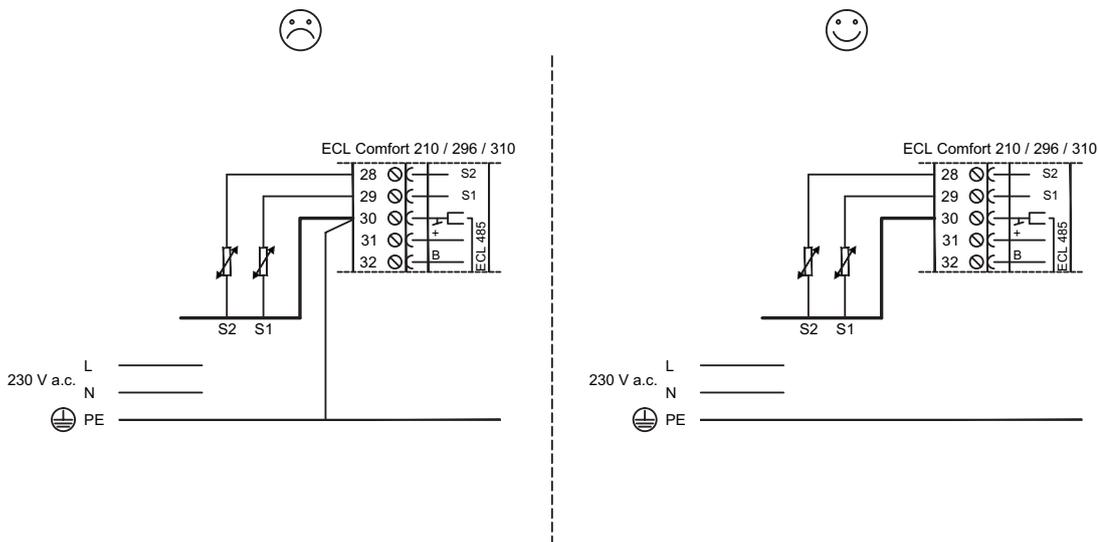 ECL Comfort 210 / 296 / 310
28 S2
29 S1
30
31 +
32 B
ECL 485
S2 S1
L
230 V a.c.
N
PE
ECL Comfort 210 / 296 / 310
28 S2
29 S1
30
31 +
32 B
ECL 485
S2 S1
L
230 V a.c.
N
PE